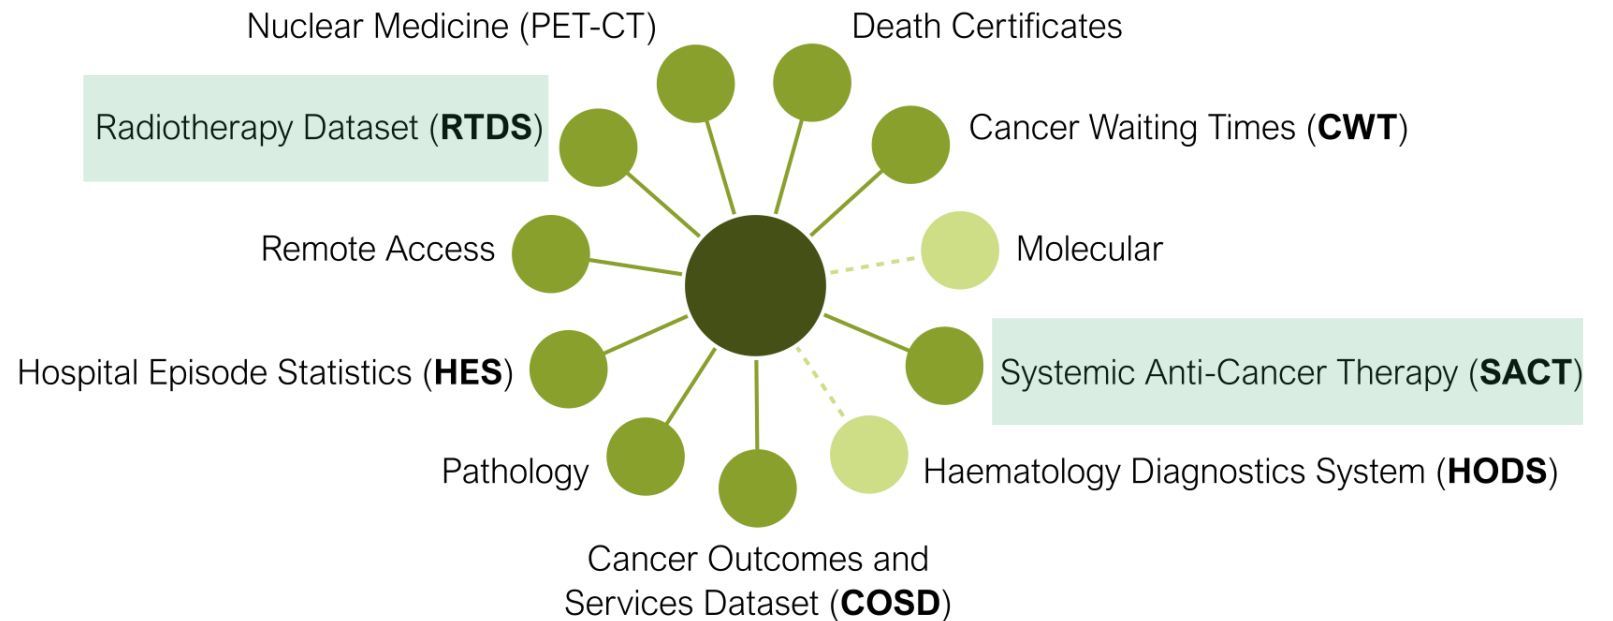 Nuclear Medicine (PET-CT)
Death Certificates
Radiotherapy Dataset (RTDS)
Cancer Waiting Times (CWT)
Remote Access
Molecular
Hospital Episode Statistics (HES)
Systemic Anti-Cancer Therapy (SACT)
Pathology
Haematology Diagnostics System (HODS)
Cancer Outcomes and
Services Dataset (COSD)